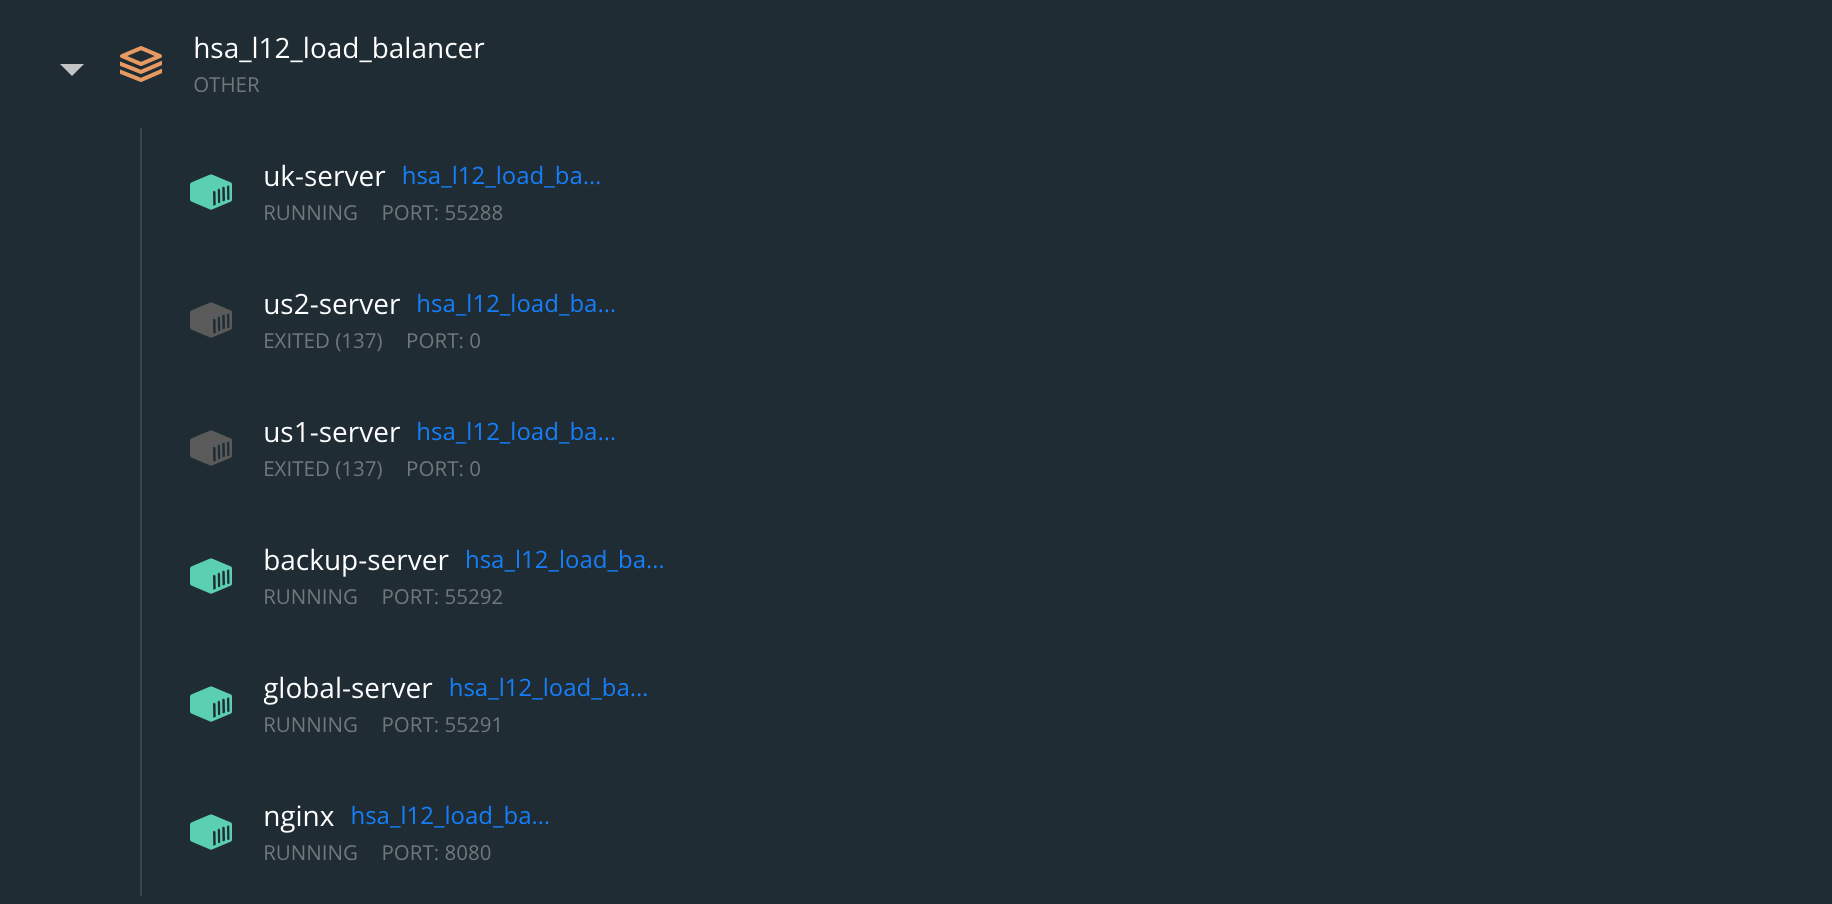 hsa_l12_load_balancer
OTHER
uk-server hsa_l12_load_ba...
RUNNING PORT: 55288
us2-server hsa_l12_load_ba...
EXITED (137) PORT: 0
us1-server hsa_l12_load_ba...
EXITED (137) PORT: 0
backup-server hsa_l12_load_ba...
RUNNING PORT: 55292
global-server hsa_l12_load_ba...
RUNNING PORT: 55291
nginx hsa_l12_load_ba...
RUNNING PORT: 8080